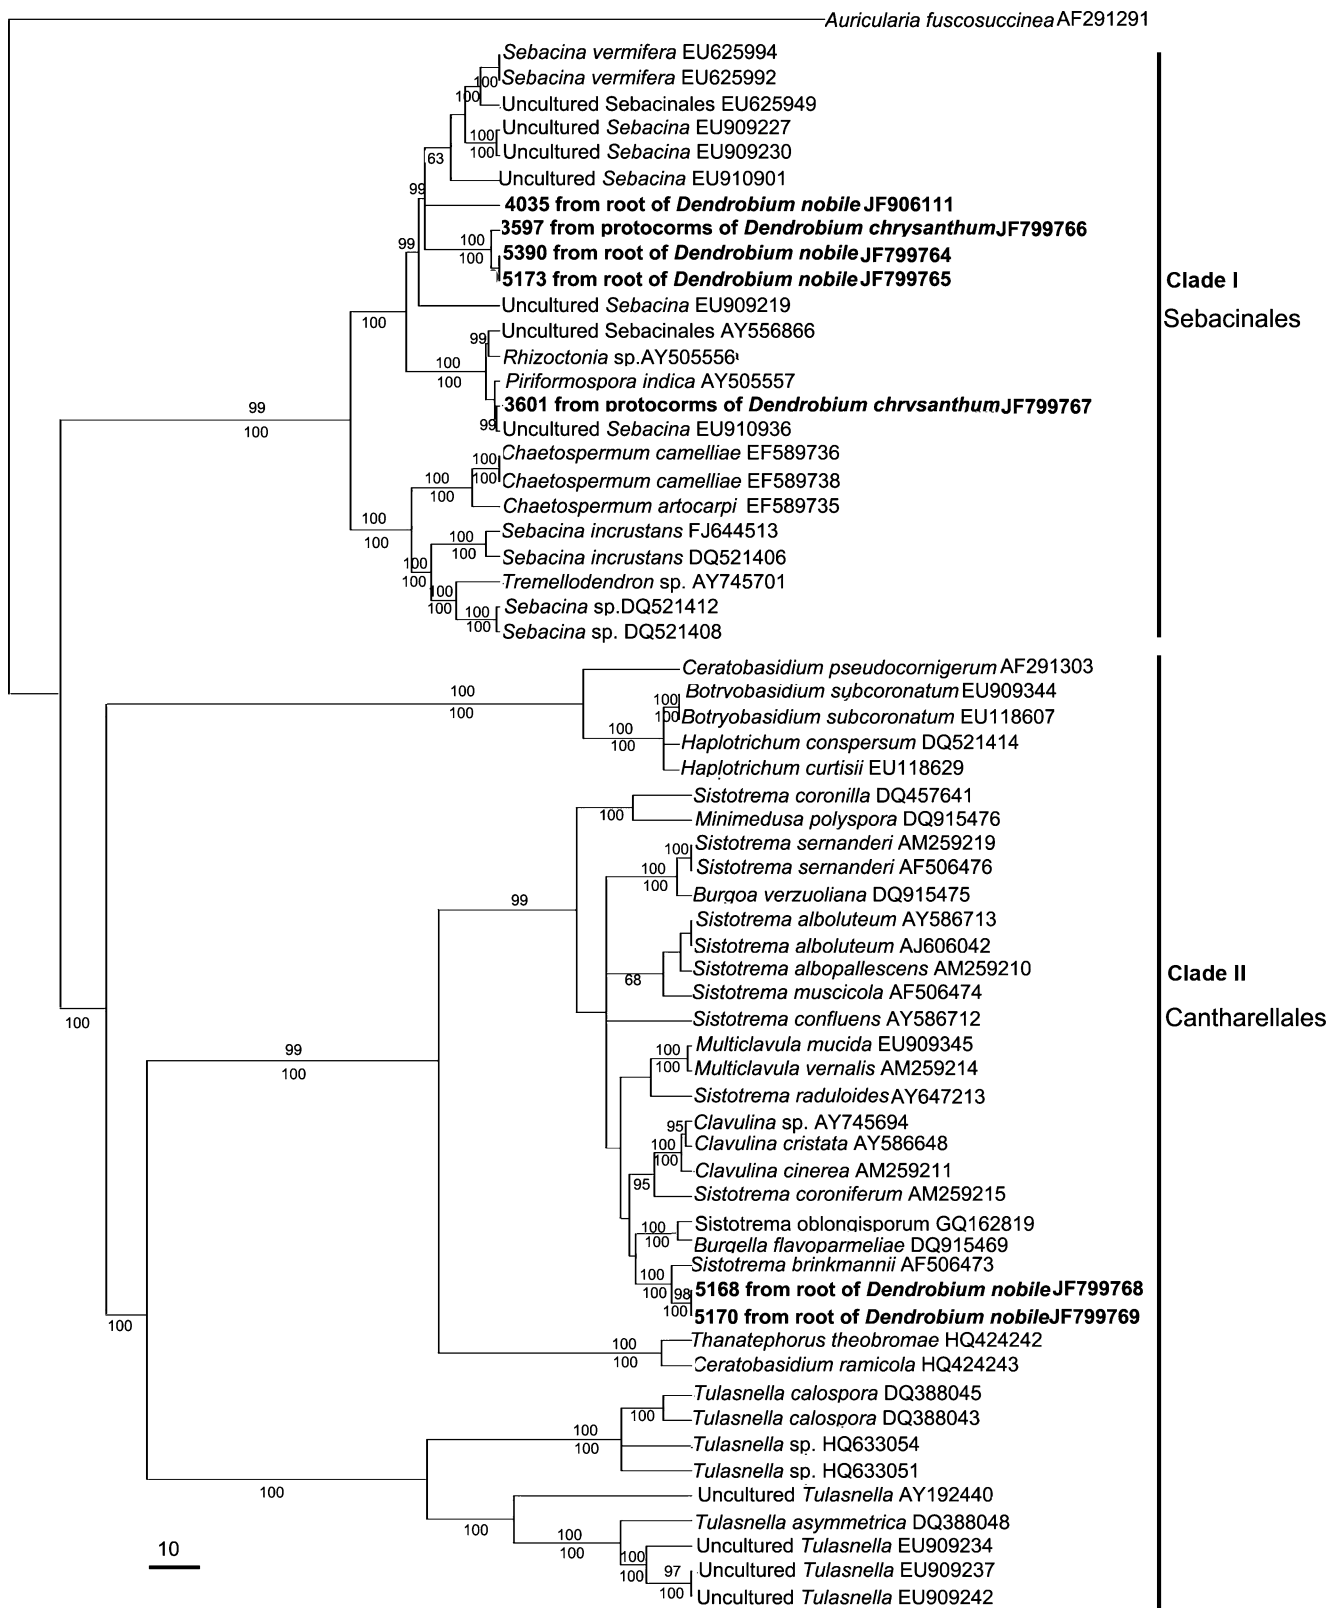 Auricularia fuscosuccinea AF291291
Sebacina vermifera EU625994
Sebacina vermifera EU625992
100
100
Uncultured Sebacinales EU625949
Uncultured Sebacina EU909227
100
100
Uncultured Sebacina EU909230
63
Uncultured Sebacina EU910901
99
4035 from root of Dendrobium nobile JF906111
3597 from protocorms of Dendrobium chrysanthum JF799766
99
100
100
5390 from root of Dendrobium nobile JF799764
5173 from root of Dendrobium nobile JF799765
Clade I
Sebacinales
Uncultured Sebacina EU909219
100
Uncultured Sebacinales AY556866
99
Rhizoctonia sp.AY505556
100
100
Piriformospora indica AY505557
3601 from protocorms of Dendrobium chrysanthum JF799767
99
100
99
Uncultured Sebacina EU910936
Chaetospermum camelliae EF589736
100
100
Chaetospermum camelliae EF589738
100
100
Chaetospermum artocarpi EF589735
100
100
Sebacina incrustans FJ644513
100
100
Sebacina incrustans DQ521406
100
100
Tremellodendron sp. AY745701
100
100
Sebacina sp.DQ521412
100
100
Sebacina sp. DQ521408
Ceratobasidium pseudocornigerum AF291303
100
100
Botryobasidium subcoronatum EU909344
100
100
Botryobasidium subcoronatum EU118607
100
100
Haplotrichum conspersum DQ521414
Haplotrichum curtisii EU118629
Sistotrema coronilla DQ457641
100
Minimedusa polyspora DQ915476
Sistotrema sernanderi AM259219
100
Sistotrema sernanderi AF506476
100
100
Burgoa verzuoliana DQ915475
99
Sistotrema alboluteum AY586713
Sistotrema alboluteum AJ606042
Sistotrema albopallescens AM259210
68
Sistotrema muscicola AF506474
Clade II
Cantharellales
100
Sistotrema confluens AY586712
Multiclavula mucida EU909345
100
100
Multiclavula vernalis AM259214
99
100
Sistotrema raduloides AY647213
Clavulina sp. AY745694
95
Clavulina cristata AY586648
100
100
Clavulina cinerea AM259211
95
Sistotrema coroniferum AM259215
Sistotrema oblongisporum GQ162819
100
100
Burgella flavoparmeliae DQ915469
Sistotrema brinkmannii AF506473
100
100
5168 from root of Dendrobium nobile JF799768
98
100
5170 from root of Dendrobium nobile JF799769
100
Thanatephorus theobromae HQ424242
100
100
Ceratobasidium ramicola HQ424243
Tulasnella calospora DQ388045
100
Tulasnella calospora DQ388043
100
100
Tulasnella sp. HQ633054
Tulasnella sp. HQ633051
100
Uncultured Tulasnella AY192440
100
Tulasnella asymmetrica DQ388048
100
100
Uncultured Tulasnella EU909234
100
100
Uncultured Tulasnella EU909237
97
100
Uncultured Tulasnella EU909242
10